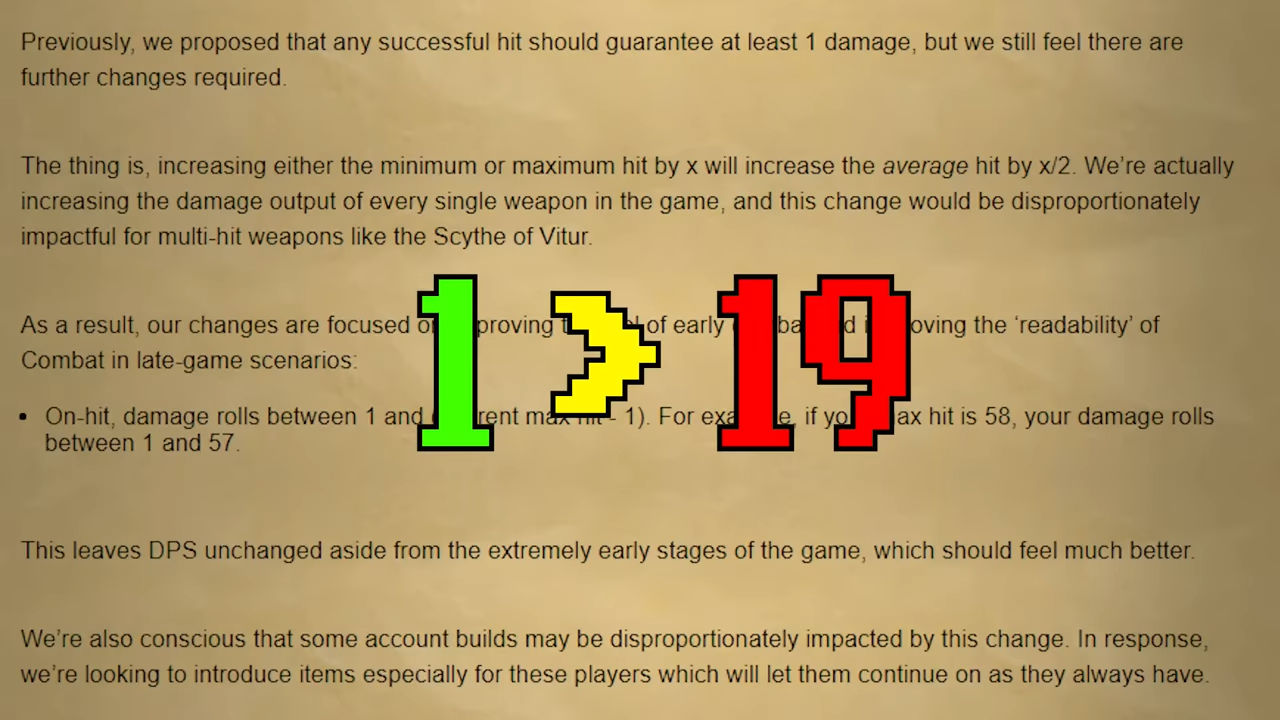 Previously, we proposed that any successful hit should guarantee at least 1 damage, but we still feel there are
further changes required.
The thing is, increasing either the minimum or maximum hit by x will increase the average hit by x/2. We're actually
increasing the damage output of every single weapon in the game, and this change would be disproportionately
impactful for multi-hit weapons like the Scythe of Vitur.
1 > 19
As a result, our changes are focused of early the 'readability' of
Combat in late-game scenarios:
• On-hit, damage rolls between 1 and max hit - 1). For if hit is 58, your damage rolls
between 1 and 57.
This leaves DPS unchanged aside from the extremely early stages of the game, which should feel much better.
We're also conscious that some account builds may be disproportionately impacted by this change. In response,
we're looking to introduce items especially for these players which will let them continue on as they always have.